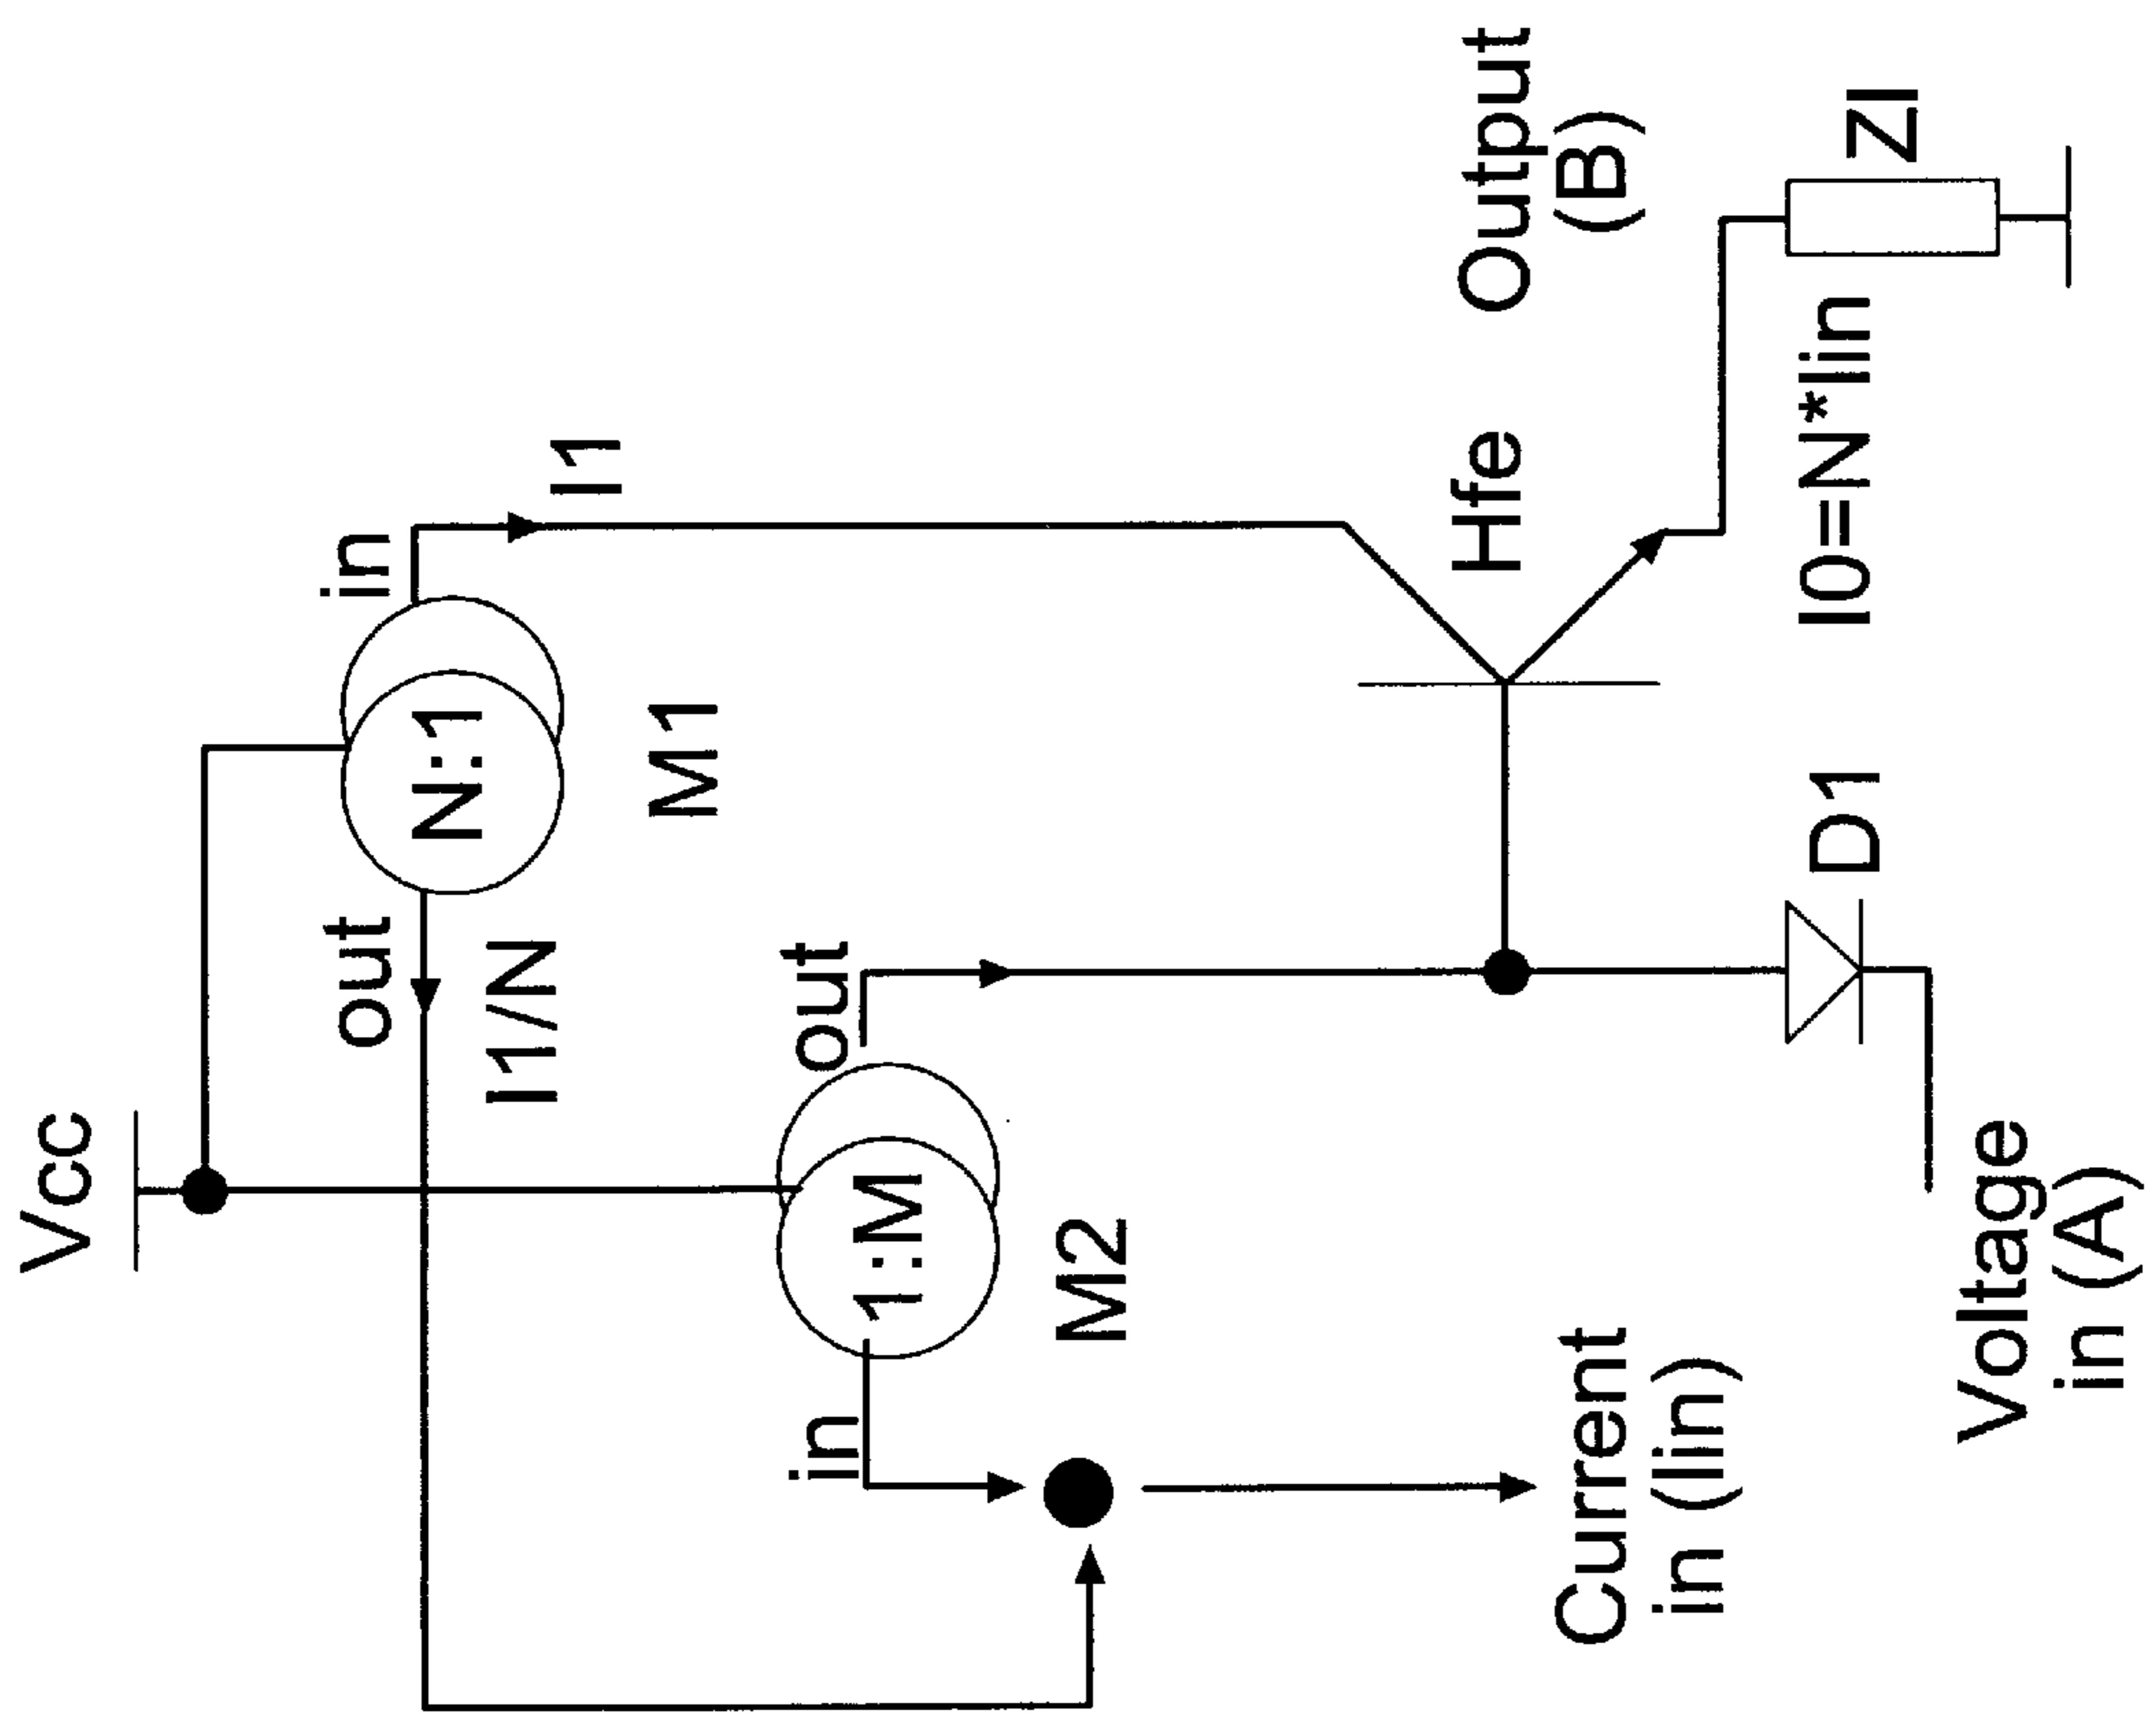 Vcc
in
out
N:1
I1
I1/N
M1
out
in
1:M
M2
Hfe
Output
(B)
Current
in (Iin)
D1
I0=N*Iin
Zl
Voltage
in (A)